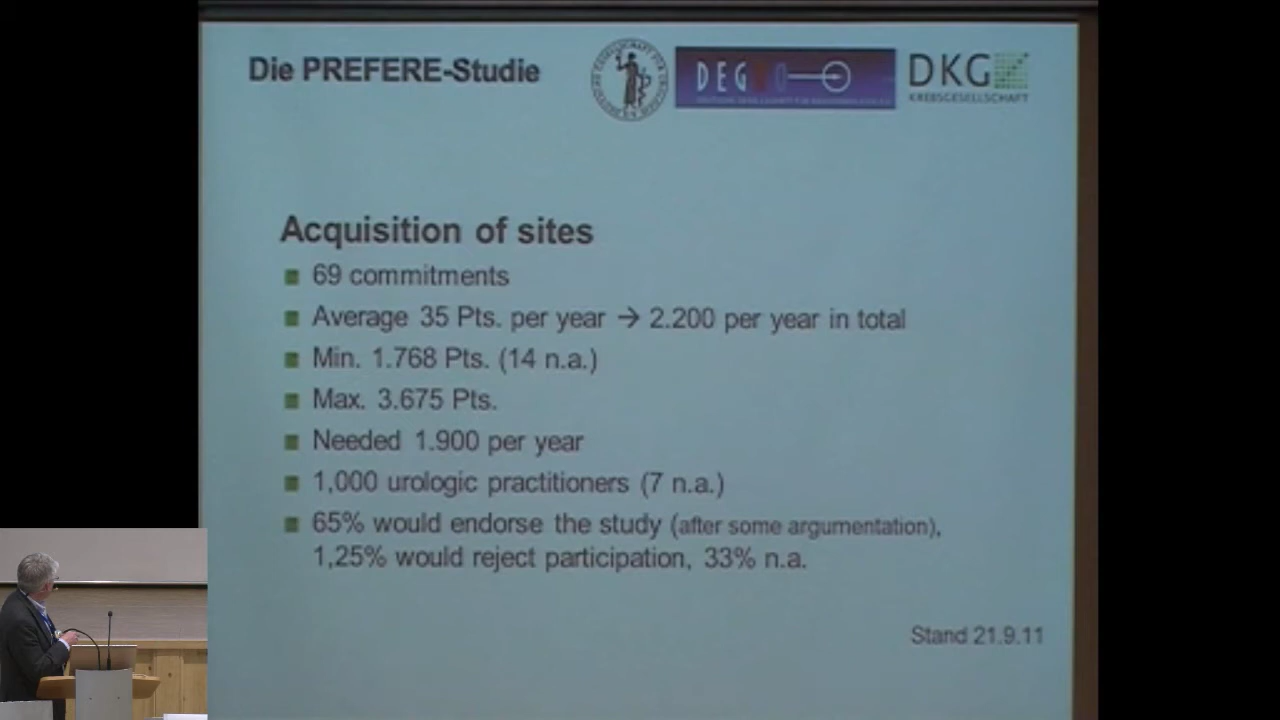 Die PREFERE-Studie
DKG
KREBSGESELLSCHAFT
Acquisition of sites
69 commitments
Average 35 Pts. per year → 2.200 per year in total
Min. 1.768 Pts. (14 n.a.)
Max. 3.675 Pts.
Needed 1.900 per year
1,000 urologic practitioners (7 n.a.)
65% would endorse the study (after some argumentation),
1,25% would reject participation, 33% n.a.
Stand 21.9.11